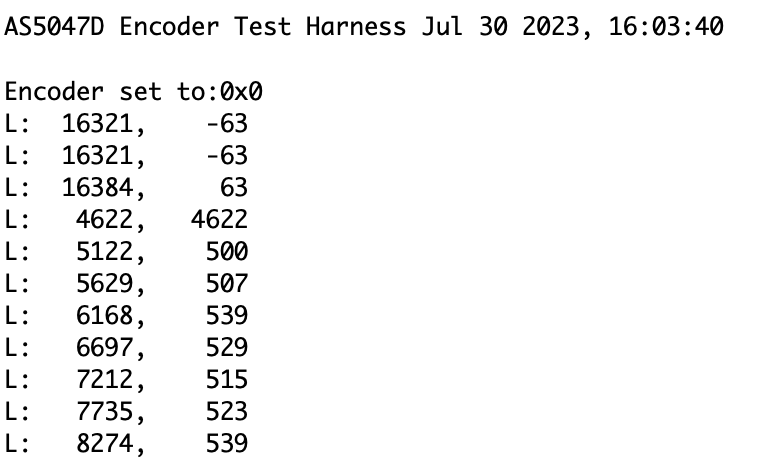 AS5047D Encoder Test Harness Jul 30 2023, 16:03:40

Encoder set to:0x0
L:  16321,    -63
L:  16321,    -63
L:  16384,     63
L:   4622,   4622
L:   5122,    500
L:   5629,    507
L:   6168,    539
L:   6697,    529
L:   7212,    515
L:   7735,    523
L:   8274,    539